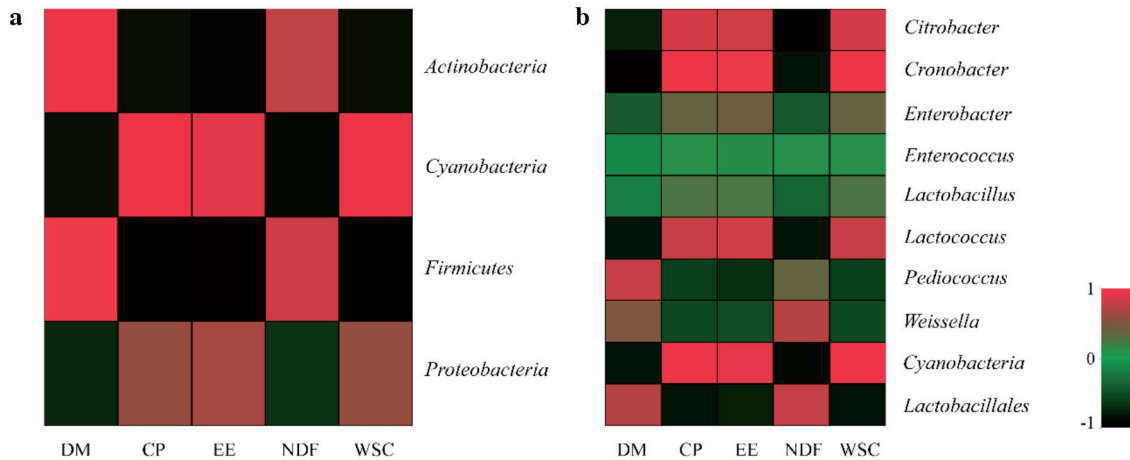 a
Actinobacteria
Cyanobacteria
Firmicutes
Proteobacteria
DM CP EE NDF WSC
b
Citrobacter
Cronobacter
Enterobacter
Enterococcus
Lactobacillus
Lactococcus
Pediococcus
Weissella
Cyanobacteria
Lactobacillales
DM CP EE NDF WSC
1
0
-1